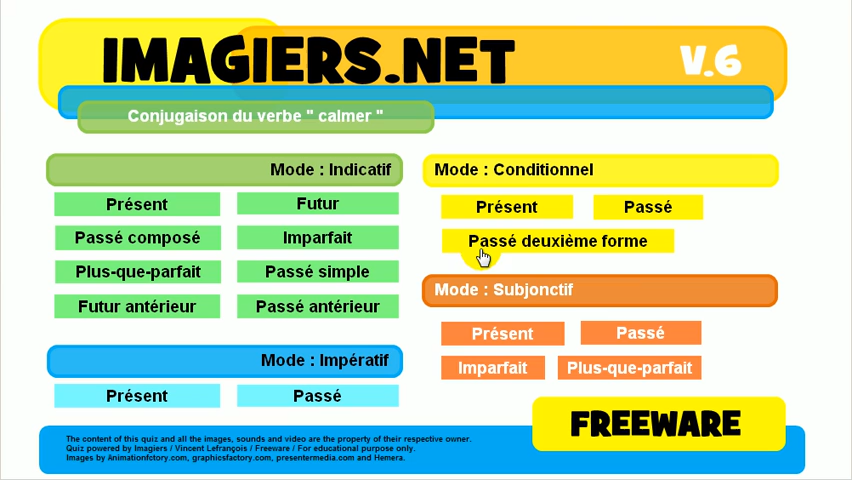 IMAGIERS.NET
V.6
Conjugaison du verbe " calmer "
Mode : Indicatif
Présent
Futur
Passé composé
Imparfait
Plus-que-parfait
Passé simple
Futur antérieur
Passé antérieur
Mode : Impératif
Présent
Passé
Mode : Conditionnel
Présent
Passé
Passé deuxième forme
Mode : Subjonctif
Présent
Passé
Imparfait
Plus-que-parfait
FREEWARE
The content of this quiz and all the images, sounds and video are the property of their respective owner.
Quiz powered by Imagiers / Vincent Lefrançois / Freeware / For educational purpose only.
Images by Animationfctory.com, graphicsfactory.com, presentermedia.com and Hemera.